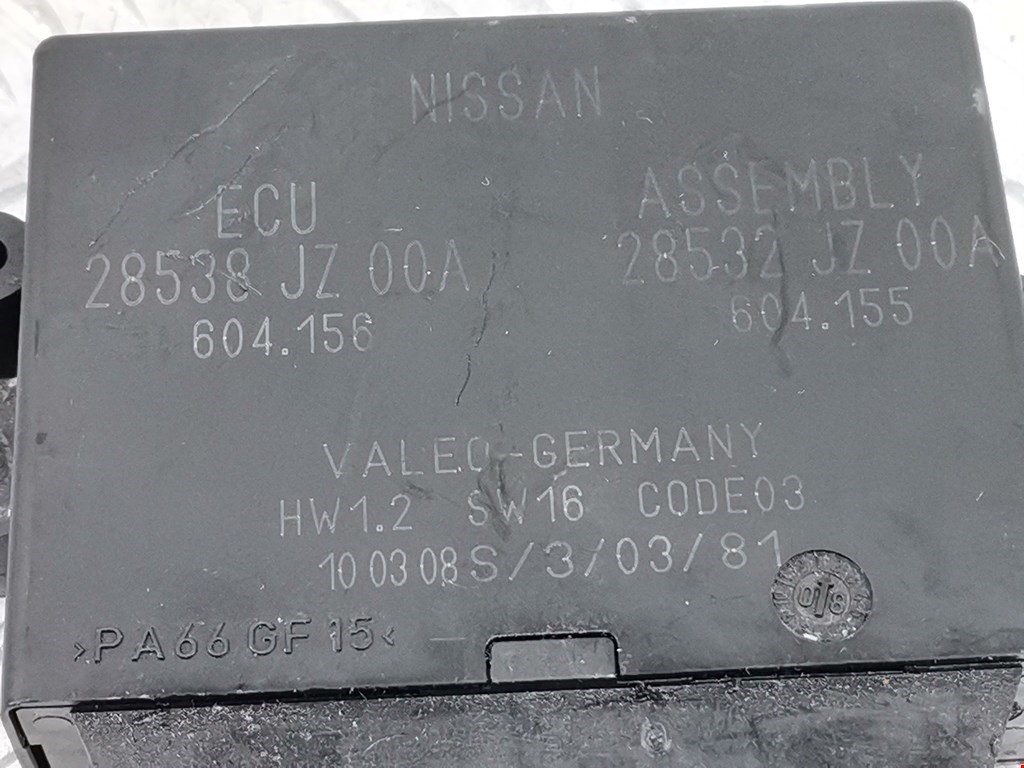 NISSAN
ECU
28538 JZ 00A
604.156
ASSEMBLY
28532 JZ 00A
604.155
VALEO-GERMANY
HW1.2 SW16 CODE03
10 03 08 S/3/03/81
>PA66 GF15<
08